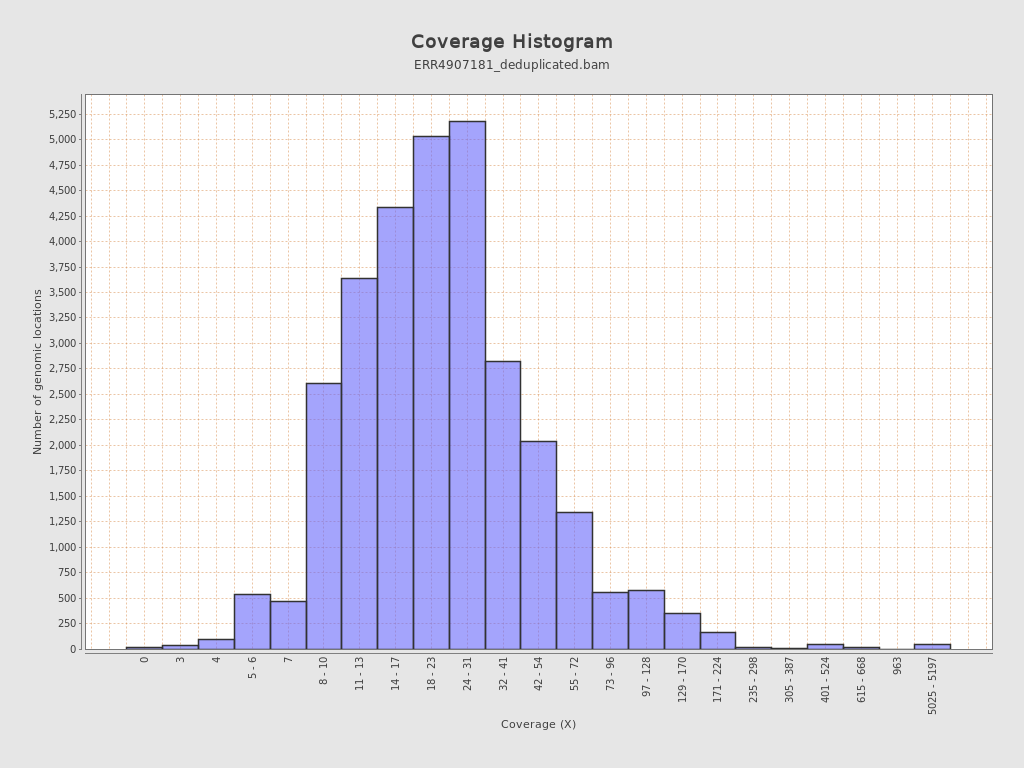 Coverage Histogram
ERR4907181_deduplicated.bam
Number of genomic locations
5,250
5,000
4,750
4,500
4,250
4,000
3,750
3,500
3,250
3,000
2,750
2,500
2,250
2,000
1,750
1,500
1,250
1,000
750
500
250
0
0
3
4
5 - 6
7
8 - 10
11 - 13
14 - 17
18 - 23
24 - 31
32 - 41
42 - 54
55 - 72
73 - 96
97 - 128
129 - 170
171 - 224
235 - 298
305 - 387
401 - 524
615 - 668
963
5025 - 5197
Coverage (X)